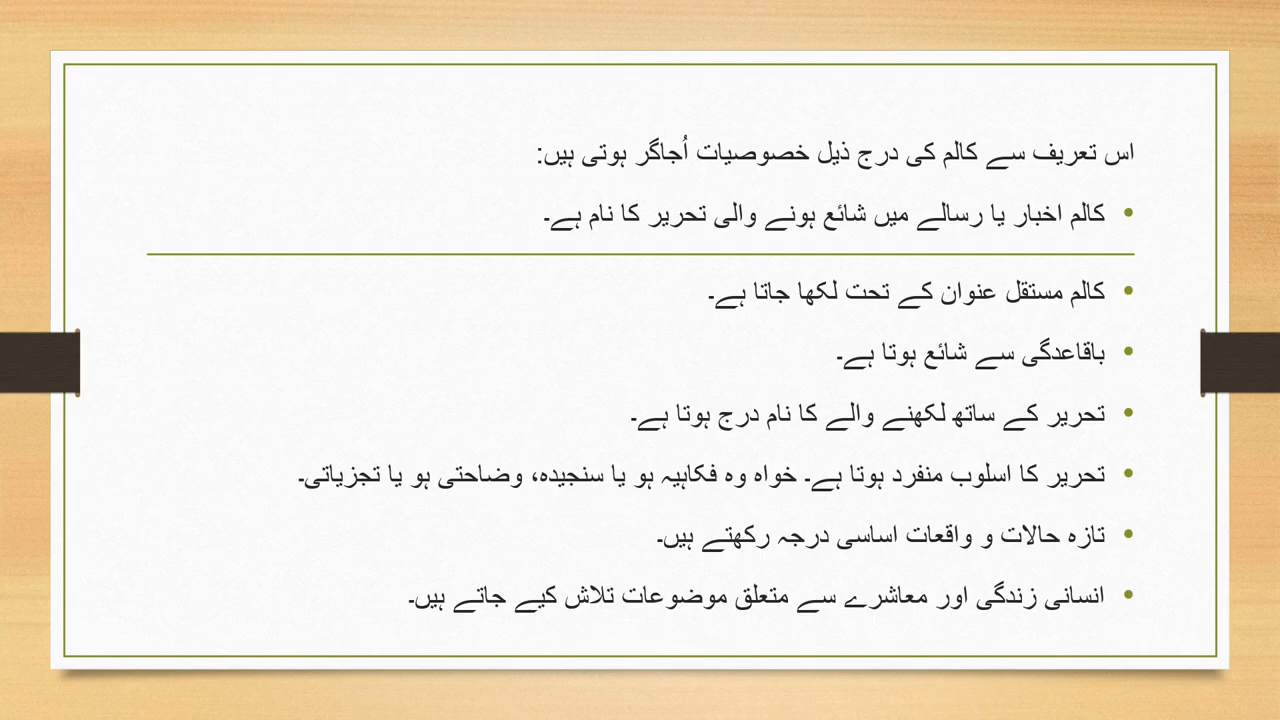 اس تعریف سے کالم کی درج ذیل خصوصیات اُجاگر ہوتی ہیں:
• کالم اخبار یا رسالے میں شائع ہونے والی تحریر کا نام ہے۔
• کالم مستقل عنوان کے تحت لکھا جاتا ہے۔
• باقاعدگی سے شائع ہوتا ہے۔
• تحریر کے ساتھ لکھنے والے کا نام درج ہوتا ہے۔
• تحریر کا اسلوب منفرد ہوتا ہے۔ خواہ وہ فکاہیہ ہو یا سنجیدہ، وضاحتی ہو یا تجزیاتی۔
• تازہ حالات و واقعات اساسی درجہ رکھتے ہیں۔
• انسانی زندگی اور معاشرے سے متعلق موضوعات تلاش کیے جاتے ہیں۔